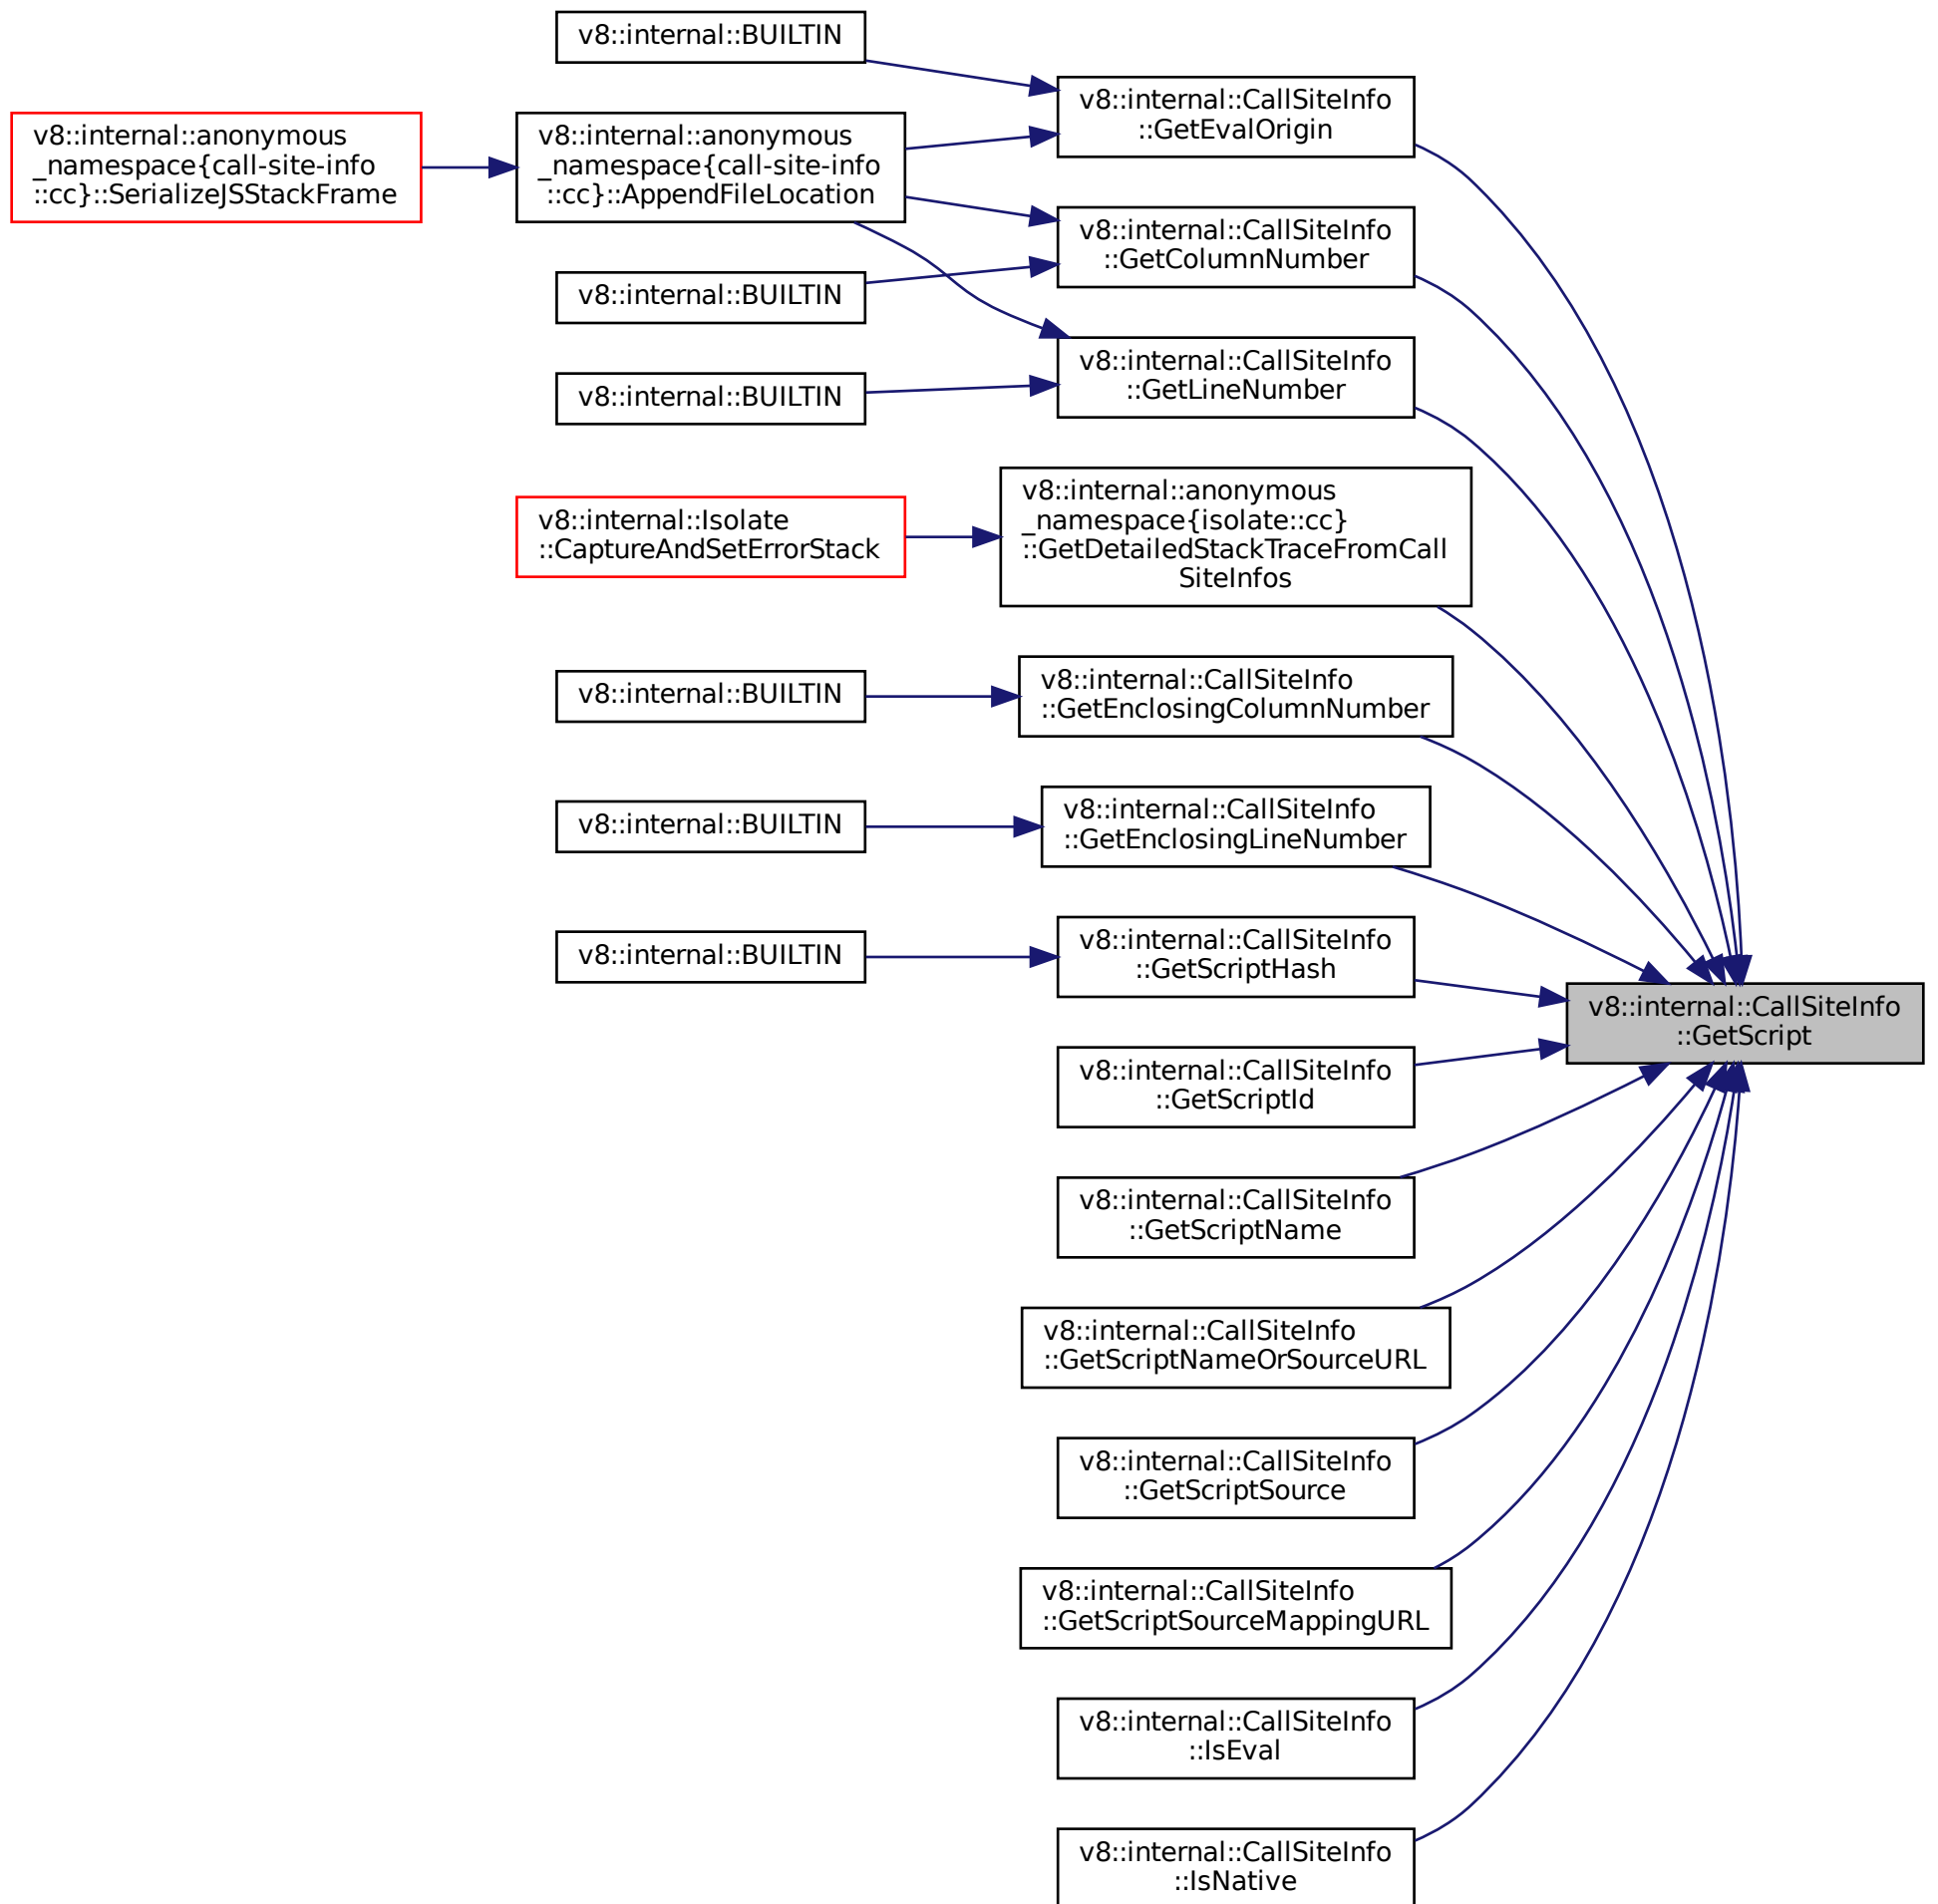 v8::internal::BUILTIN
v8::internal::CallSiteInfo
::GetEvalOrigin
v8::internal::anonymous
_namespace{call-site-info
::cc}::SerializeJSStackFrame
v8::internal::anonymous
_namespace{call-site-info
::cc}::AppendFileLocation
v8::internal::CallSiteInfo
::GetColumnNumber
v8::internal::BUILTIN
v8::internal::CallSiteInfo
::GetLineNumber
v8::internal::BUILTIN
v8::internal::anonymous
_namespace{isolate::cc}
::GetDetailedStackTraceFromCall
SiteInfos
v8::internal::Isolate
::CaptureAndSetErrorStack
v8::internal::CallSiteInfo
::GetEnclosingColumnNumber
v8::internal::BUILTIN
v8::internal::CallSiteInfo
::GetEnclosingLineNumber
v8::internal::BUILTIN
v8::internal::CallSiteInfo
::GetScriptHash
v8::internal::BUILTIN
v8::internal::CallSiteInfo
::GetScript
v8::internal::CallSiteInfo
::GetScriptId
v8::internal::CallSiteInfo
::GetScriptName
v8::internal::CallSiteInfo
::GetScriptNameOrSourceURL
v8::internal::CallSiteInfo
::GetScriptSource
v8::internal::CallSiteInfo
::GetScriptSourceMappingURL
v8::internal::CallSiteInfo
::IsEval
v8::internal::CallSiteInfo
::IsNative